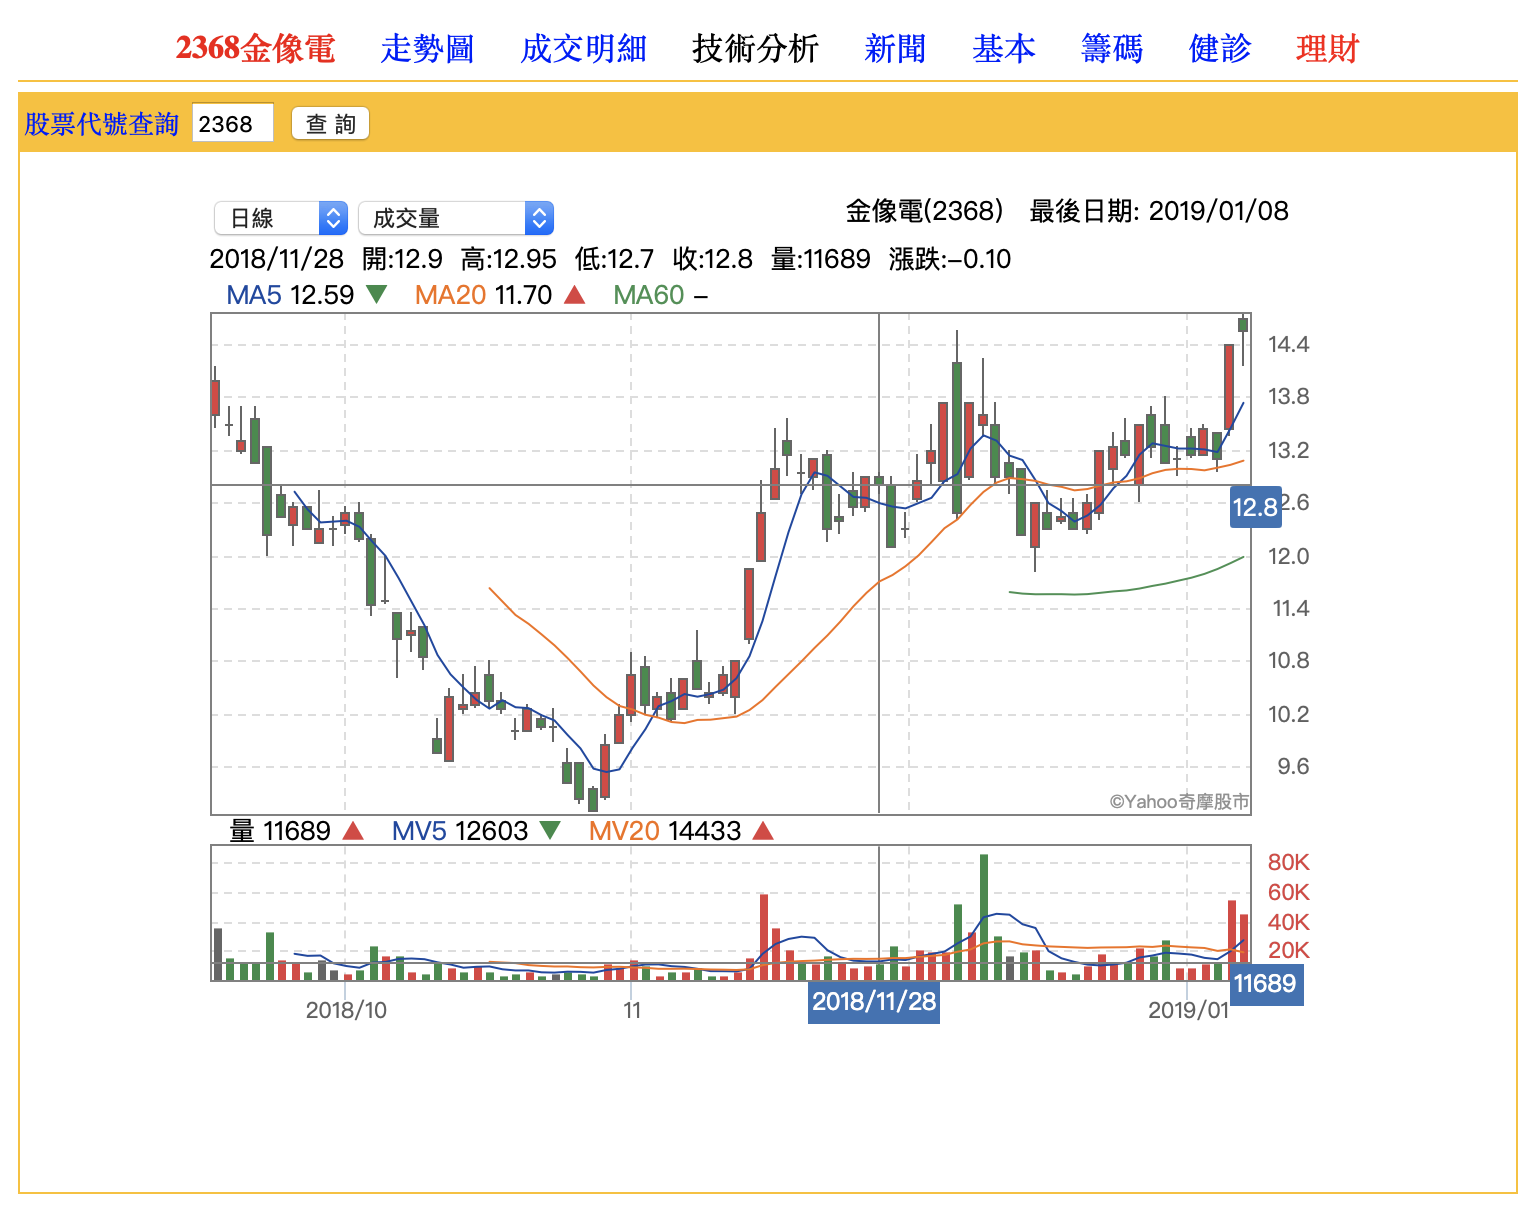 2368金像電 走勢圖 成交明細 技術分析 新聞 基本 籌碼 健診 理財
股票代號查詢 2368 查 詢
日線 成交量 金像電(2368) 最後日期: 2019/01/08
2018/11/28 開:12.9 高:12.95 低:12.7 收:12.8 量:11689 漲跌:−0.10
MA5 12.59 ▼ MA20 11.70 ▲ MA60 −
14.4
13.8
13.2
12.8
2.6
12.0
11.4
10.8
10.2
9.6
©Yahoo奇摩股市
量 11689 ▲ MV5 12603 ▼ MV20 14433 ▲
80K
60K
40K
20K
11689
2018/10 11 2018/11/28 2019/01